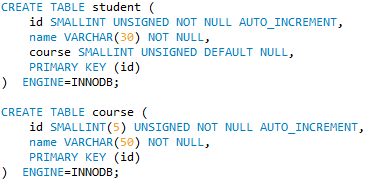 CREATE TABLE student (
    id SMALLINT UNSIGNED NOT NULL AUTO_INCREMENT,
    name VARCHAR(30) NOT NULL,
    course SMALLINT UNSIGNED DEFAULT NULL,
    PRIMARY KEY (id)
)  ENGINE=INNODB;

CREATE TABLE course (
    id SMALLINT(5) UNSIGNED NOT NULL AUTO_INCREMENT,
    name VARCHAR(50) NOT NULL,
    PRIMARY KEY (id)
)  ENGINE=INNODB;